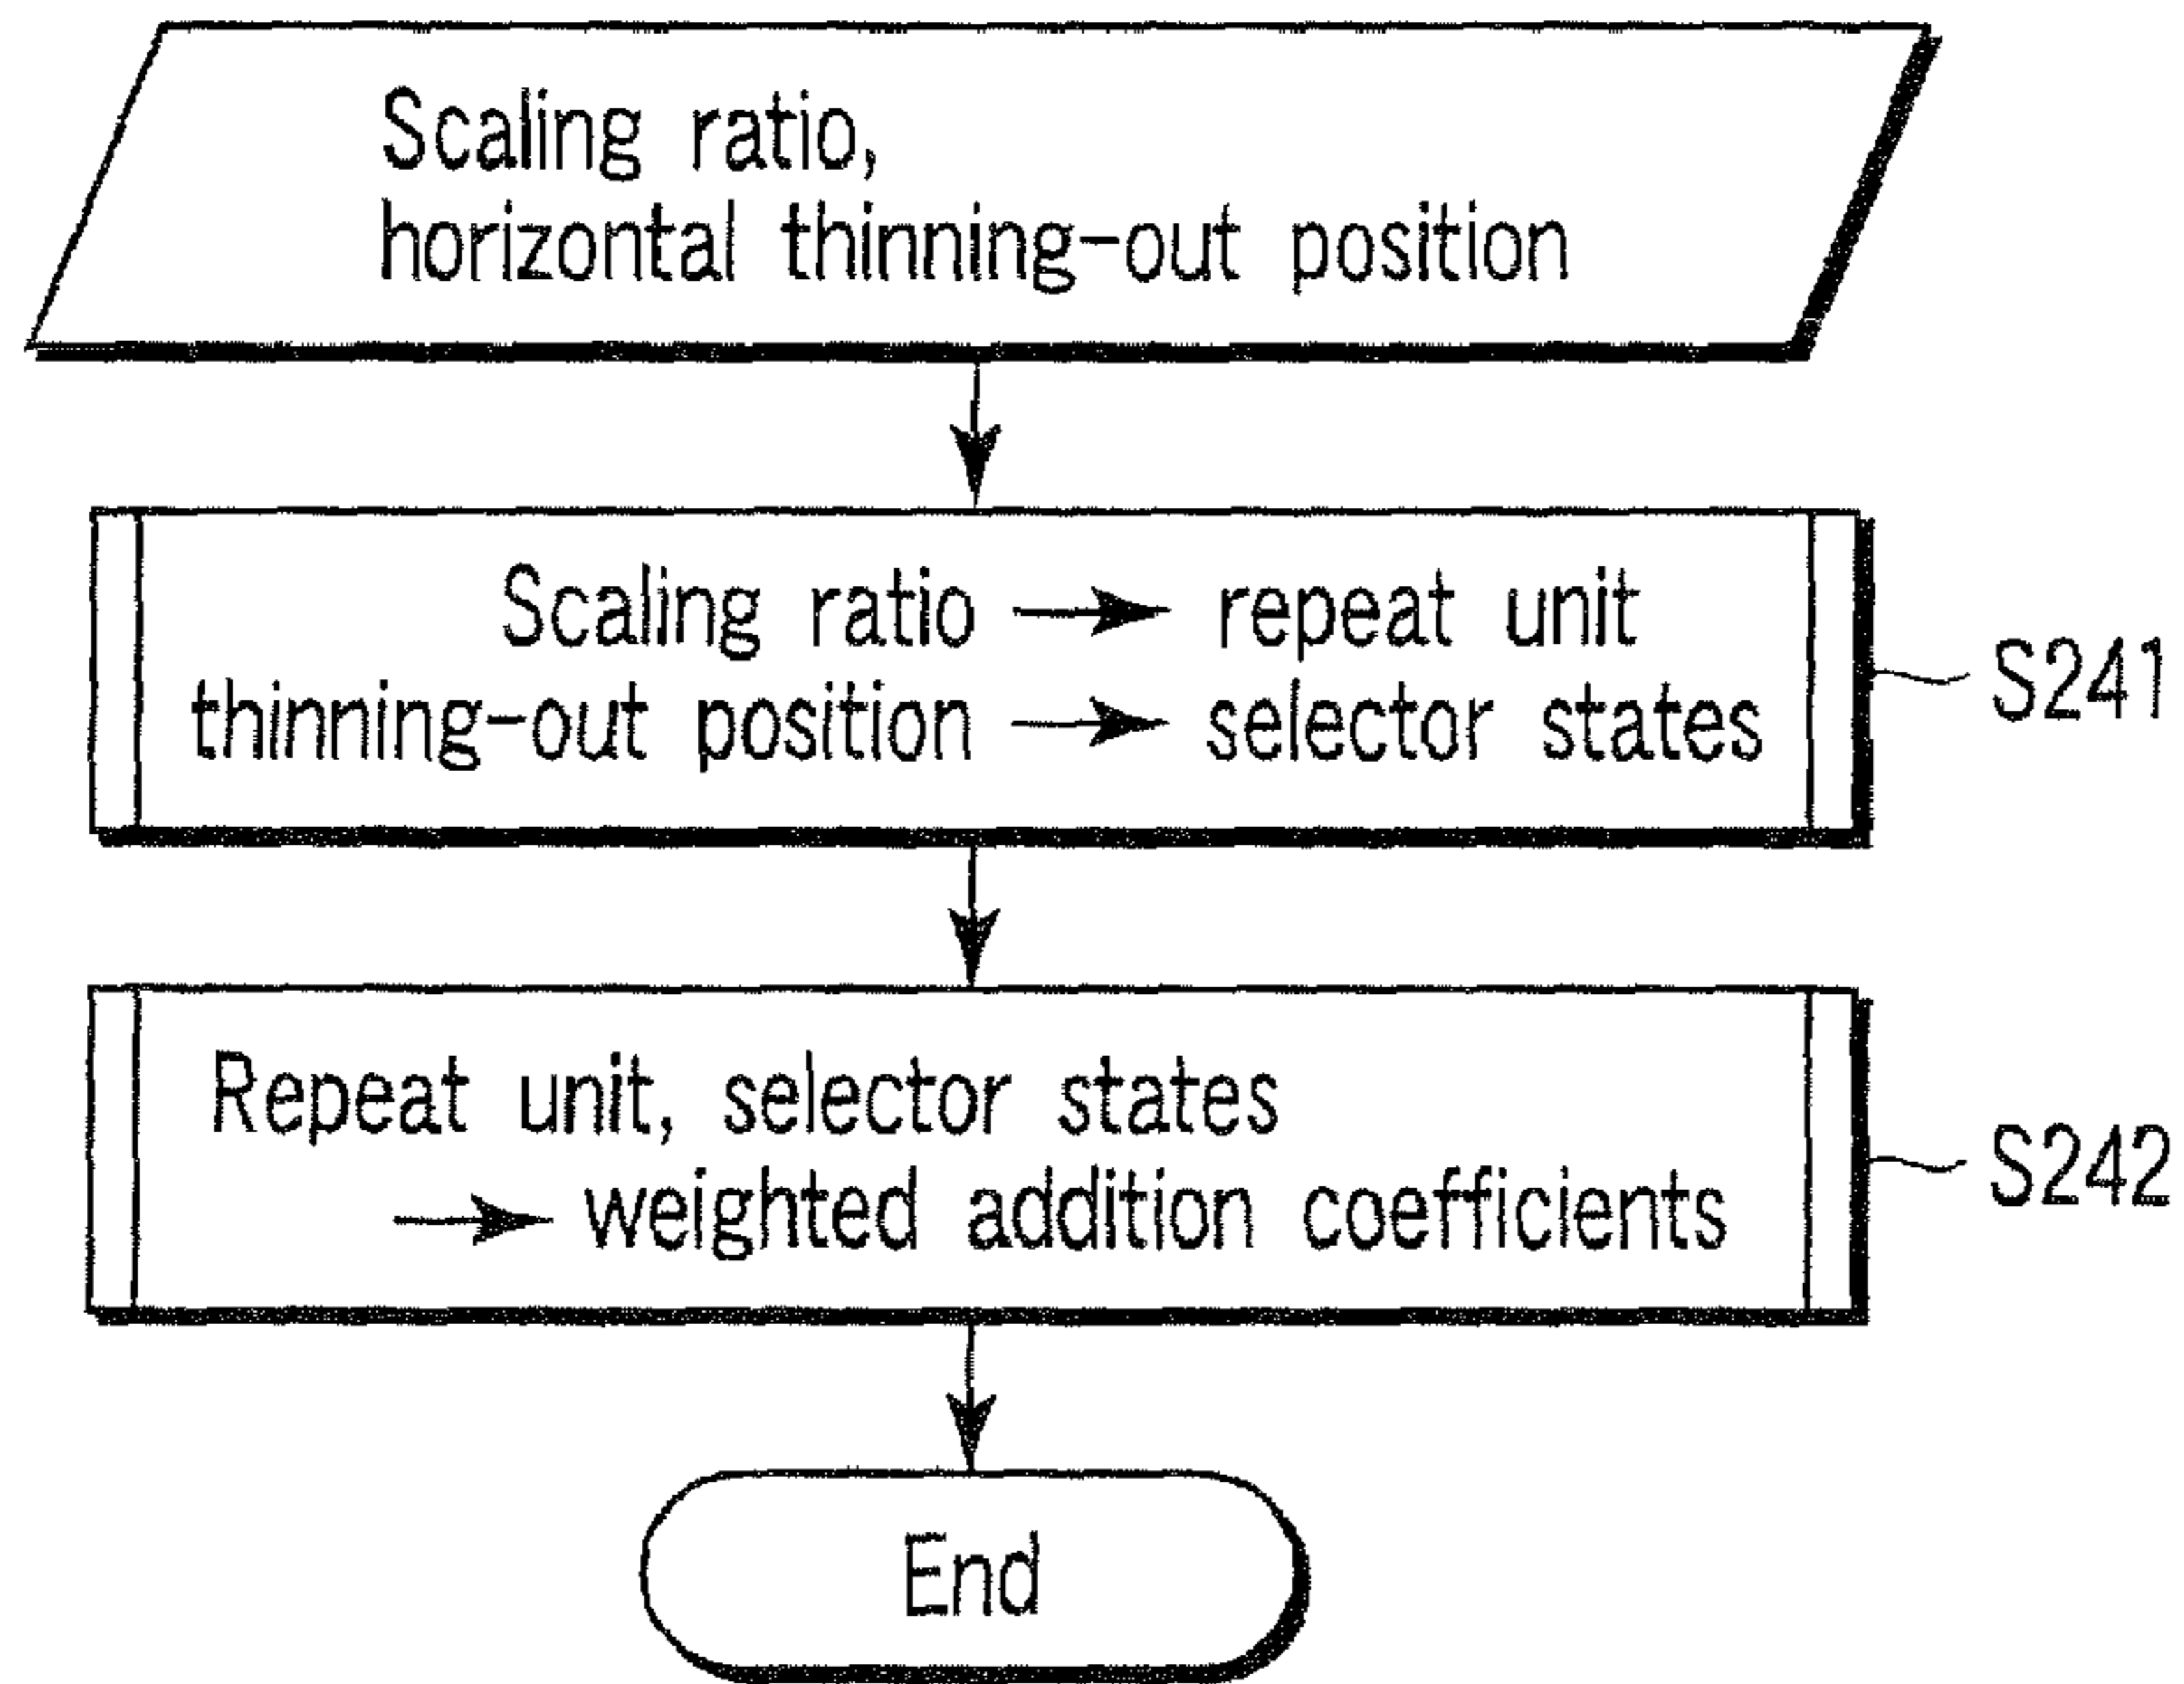 Scaling ratio,
horizontal thinning-out position
Scaling ratio → repeat unit
thinning-out position → selector states
S241
Repeat unit, selector states
→ weighted addition coefficients
S242
End